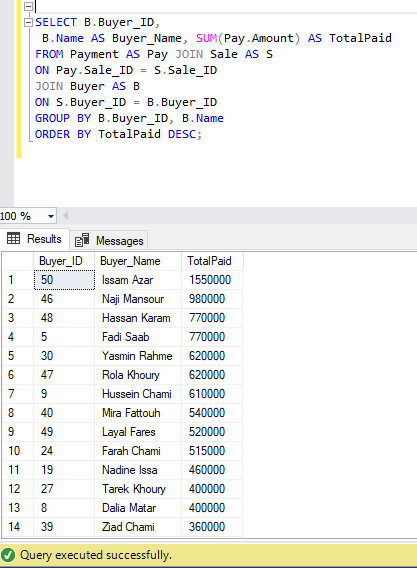 SELECT B.Buyer_ID,
B.Name AS Buyer_Name, SUM(Pay.Amount) AS TotalPaid
FROM Payment AS Pay JOIN Sale AS S
ON Pay.Sale_ID = S.Sale_ID
JOIN Buyer AS B
ON S.Buyer_ID = B.Buyer_ID
GROUP BY B.Buyer_ID, B.Name
ORDER BY TotalPaid DESC;
100 %
Results Messages
Buyer_ID Buyer_Name TotalPaid
1 50 Issam Azar 1550000
2 46 Naji Mansour 980000
3 48 Hassan Karam 770000
4 5 Fadi Saab 770000
5 30 Yasmin Rahme 620000
6 47 Rola Khoury 620000
7 9 Hussein Chami 610000
8 40 Mira Fattouh 540000
9 49 Layal Fares 520000
10 24 Farah Chami 515000
11 19 Nadine Issa 460000
12 27 Tarek Khoury 400000
13 8 Dalia Matar 400000
14 39 Ziad Chami 360000
Query executed successfully.